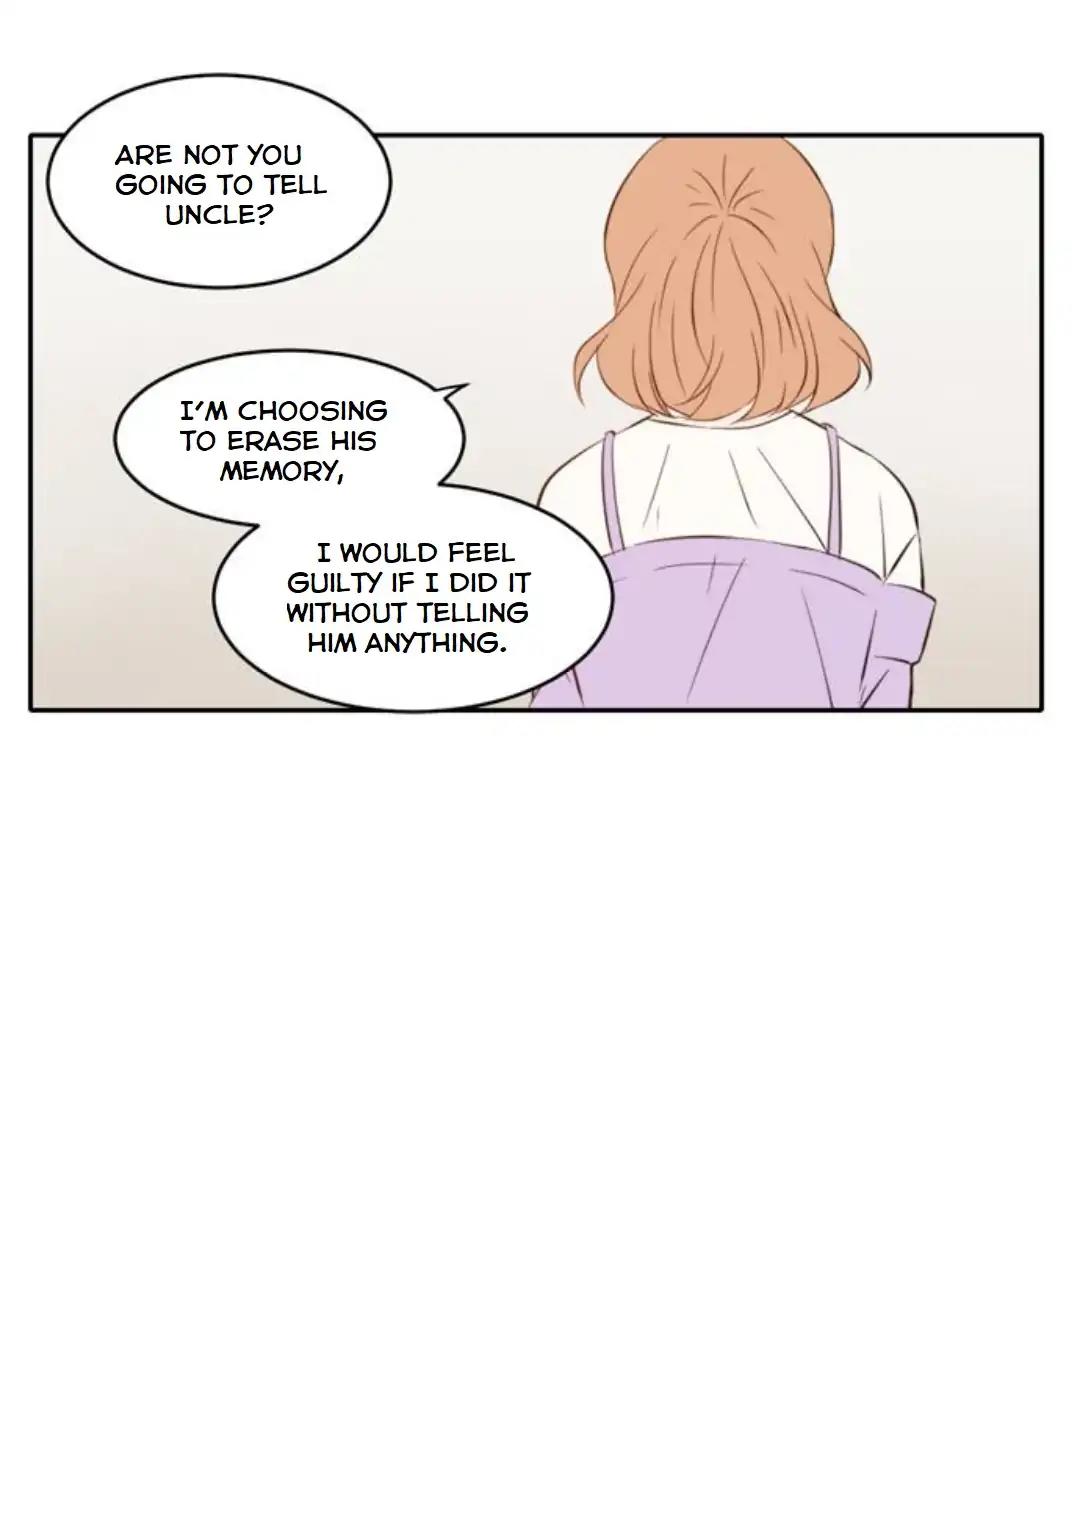 ARE NOT YOU
GOING TO TELL
UNCLE?
I'M CHOOSING
TO ERASE HIS
MEMORY,
I WOULD FEEL
GUILTY IF I DID IT
WITHOUT TELLING
HIM ANYTHING.